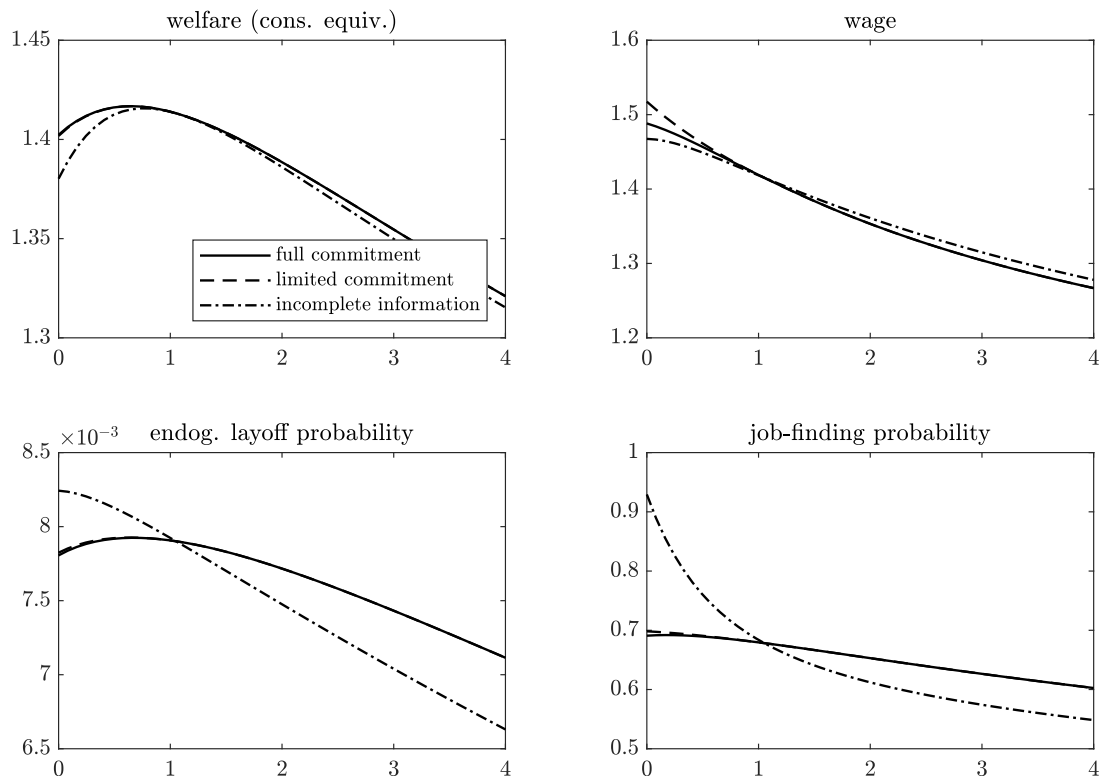 welfare (cons. equiv.)
1.45
1.4
1.35
1.3
0 1 2 3 4
full commitment
limited commitment
incomplete information
wage
1.6
1.5
1.4
1.3
1.2
0 1 2 3 4
×10⁻³ endog. layoff probability
8.5
8
7.5
7
6.5
0 1 2 3 4
job-finding probability
1
0.9
0.8
0.7
0.6
0.5
0 1 2 3 4